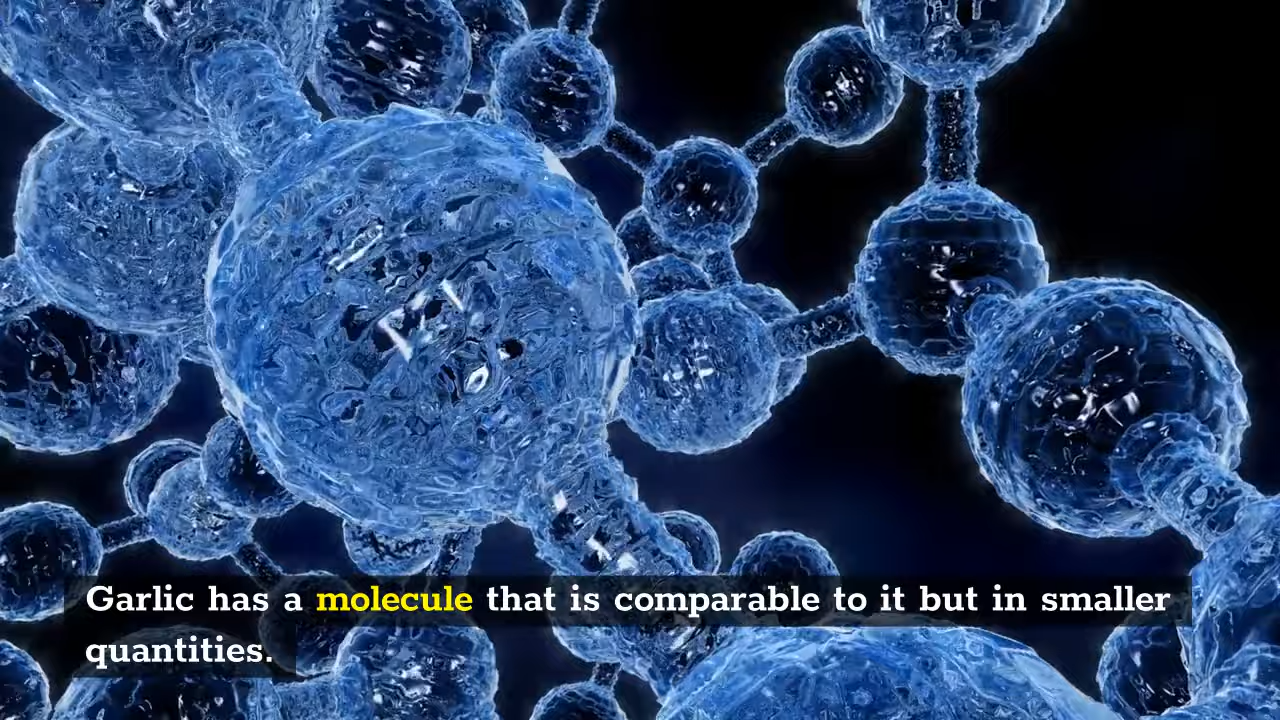 Garlic has a molecule that is comparable to it but in smaller
quantities.